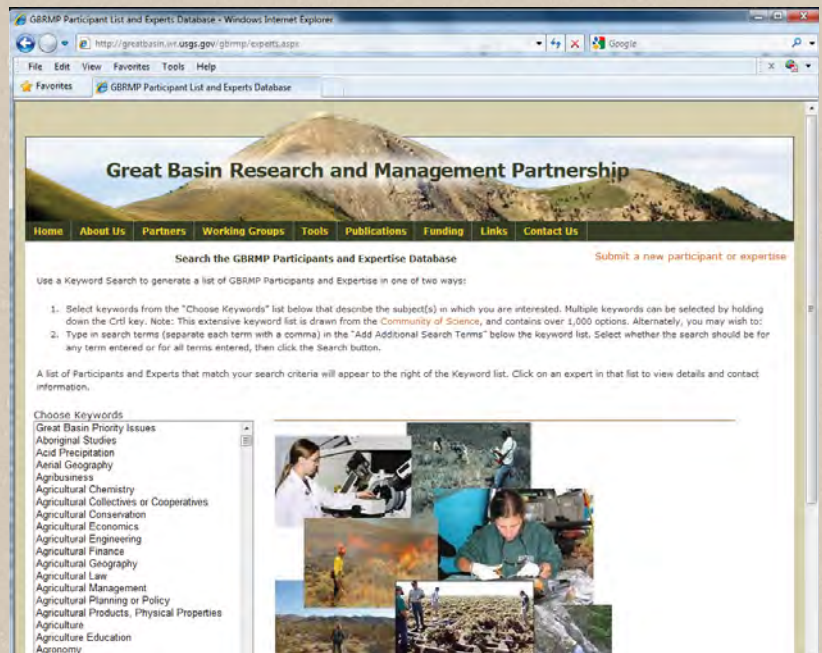 GBRMP Participant List and Experts Database - Windows Internet Explorer
http://greatbasin.wr.usgs.gov/gbrmp/experts.aspx
Google
File Edit View Favorites Tools Help
Favorites
GBRMP Participant List and Experts Database
Great Basin Research and Management Partnership
Home About Us Partners Working Groups Tools Publications Funding Links Contact Us
Search the GBRMP Participants and Expertise Database
Submit a new participant or expertise
Use a Keyword Search to generate a list of GBRMP Participants and Expertise in one of two ways:
1. Select keywords from the "Choose Keywords" list below that describe the subject(s) in which you are interested. Multiple keywords can be selected by holding
down the Crtl key. Note: This extensive keyword list is drawn from the Community of Science, and contains over 1,000 options. Alternately, you may wish to:
2. Type in search terms (separate each term with a comma) in the "Add Additional Search Terms" below the keyword list. Select whether the search should be for
any term entered or for all terms entered, then click the Search button.
A list of Participants and Experts that match your search criteria will appear to the right of the Keyword list. Click on an expert in that list to view details and contact
information.
Choose Keywords
Great Basin Priority Issues
Aboriginal Studies
Acid Precipitation
Aerial Geography
Agribusiness
Agricultural Chemistry
Agricultural Collectives or Cooperatives
Agricultural Conservation
Agricultural Economics
Agricultural Engineering
Agricultural Finance
Agricultural Geography
Agricultural Law
Agricultural Management
Agricultural Planning or Policy
Agricultural Products, Physical Properties
Agriculture
Agriculture Education
Agronomy